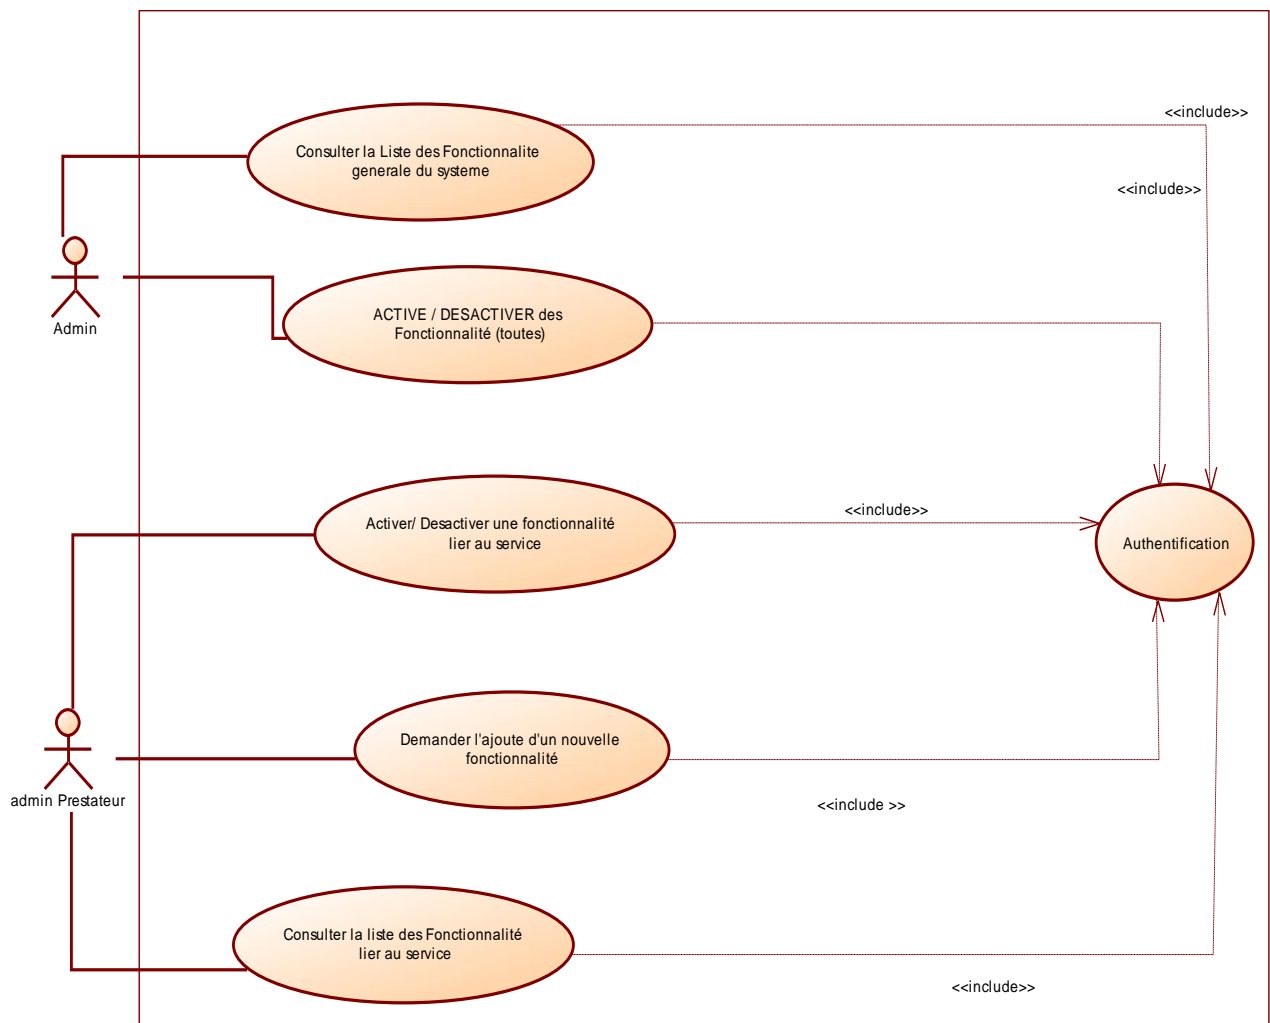 <<include>>
Consulter la Liste des Fonctionnalite
generale du systeme
<<include>>
ACTIVE / DESACTIVER des
Fonctionnalité (toutes)
Admin
Activer/ Desactiver une fonctionnalité
lier au service
<<include>>
Authentification
Demander l'ajoute d'un nouvelle
fonctionnalité
admin Prestateur
<<include >>
Consulter la liste des Fonctionnalité
lier au service
<<include>>